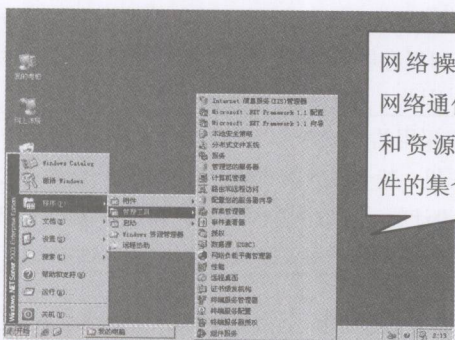 我的电脑
网上邻居
Windows Catalog
Windows
程序(P)
文档(D)
设置(S)
搜索(C)
帮助和支持(H)
运行(R)
关机(U)
附件
管理工具
启动
Windows 资源管理器
远程协助
Internet 信息服务(IIS)管理器
Microsoft .NET Framework 1.1 配置
Microsoft .NET Framework 1.1 向导
本地安全策略
分布式文件系统
服务
管理您的服务器
计算机管理
路由和远程访问
配置您的服务器向导
群集管理器
事件查看器
授权
数据源 (ODBC)
网络负载平衡管理器
性能
远程桌面
证书颁发机构
终端服务管理器
终端服务配置
终端服务器授权
组件服务
我的电脑
2:15
网络操
网络通信
和资源
件的集合